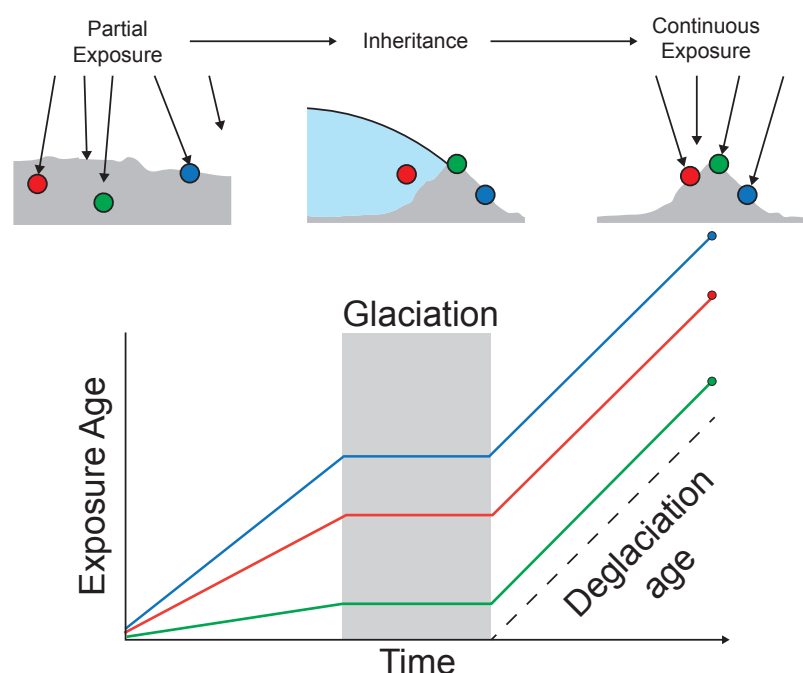 Partial
Exposure
Inheritance
Continuous
Exposure
Glaciation
Exposure Age
Deglaciation
age
Time